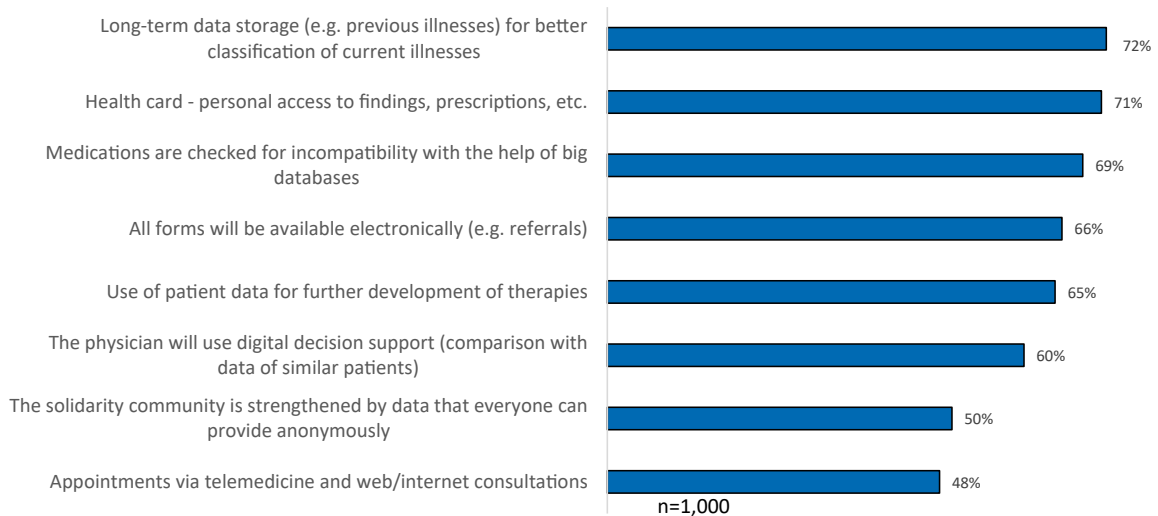 Long-term data storage (e.g. previous illnesses) for better
classification of current illnesses
72%
Health card - personal access to findings, prescriptions, etc.
71%
Medications are checked for incompatibility with the help of big
databases
69%
All forms will be available electronically (e.g. referrals)
66%
Use of patient data for further development of therapies
65%
The physician will use digital decision support (comparison with
data of similar patients)
60%
The solidarity community is strengthened by data that everyone can
provide anonymously
50%
Appointments via telemedicine and web/internet consultations
48%
n=1,000